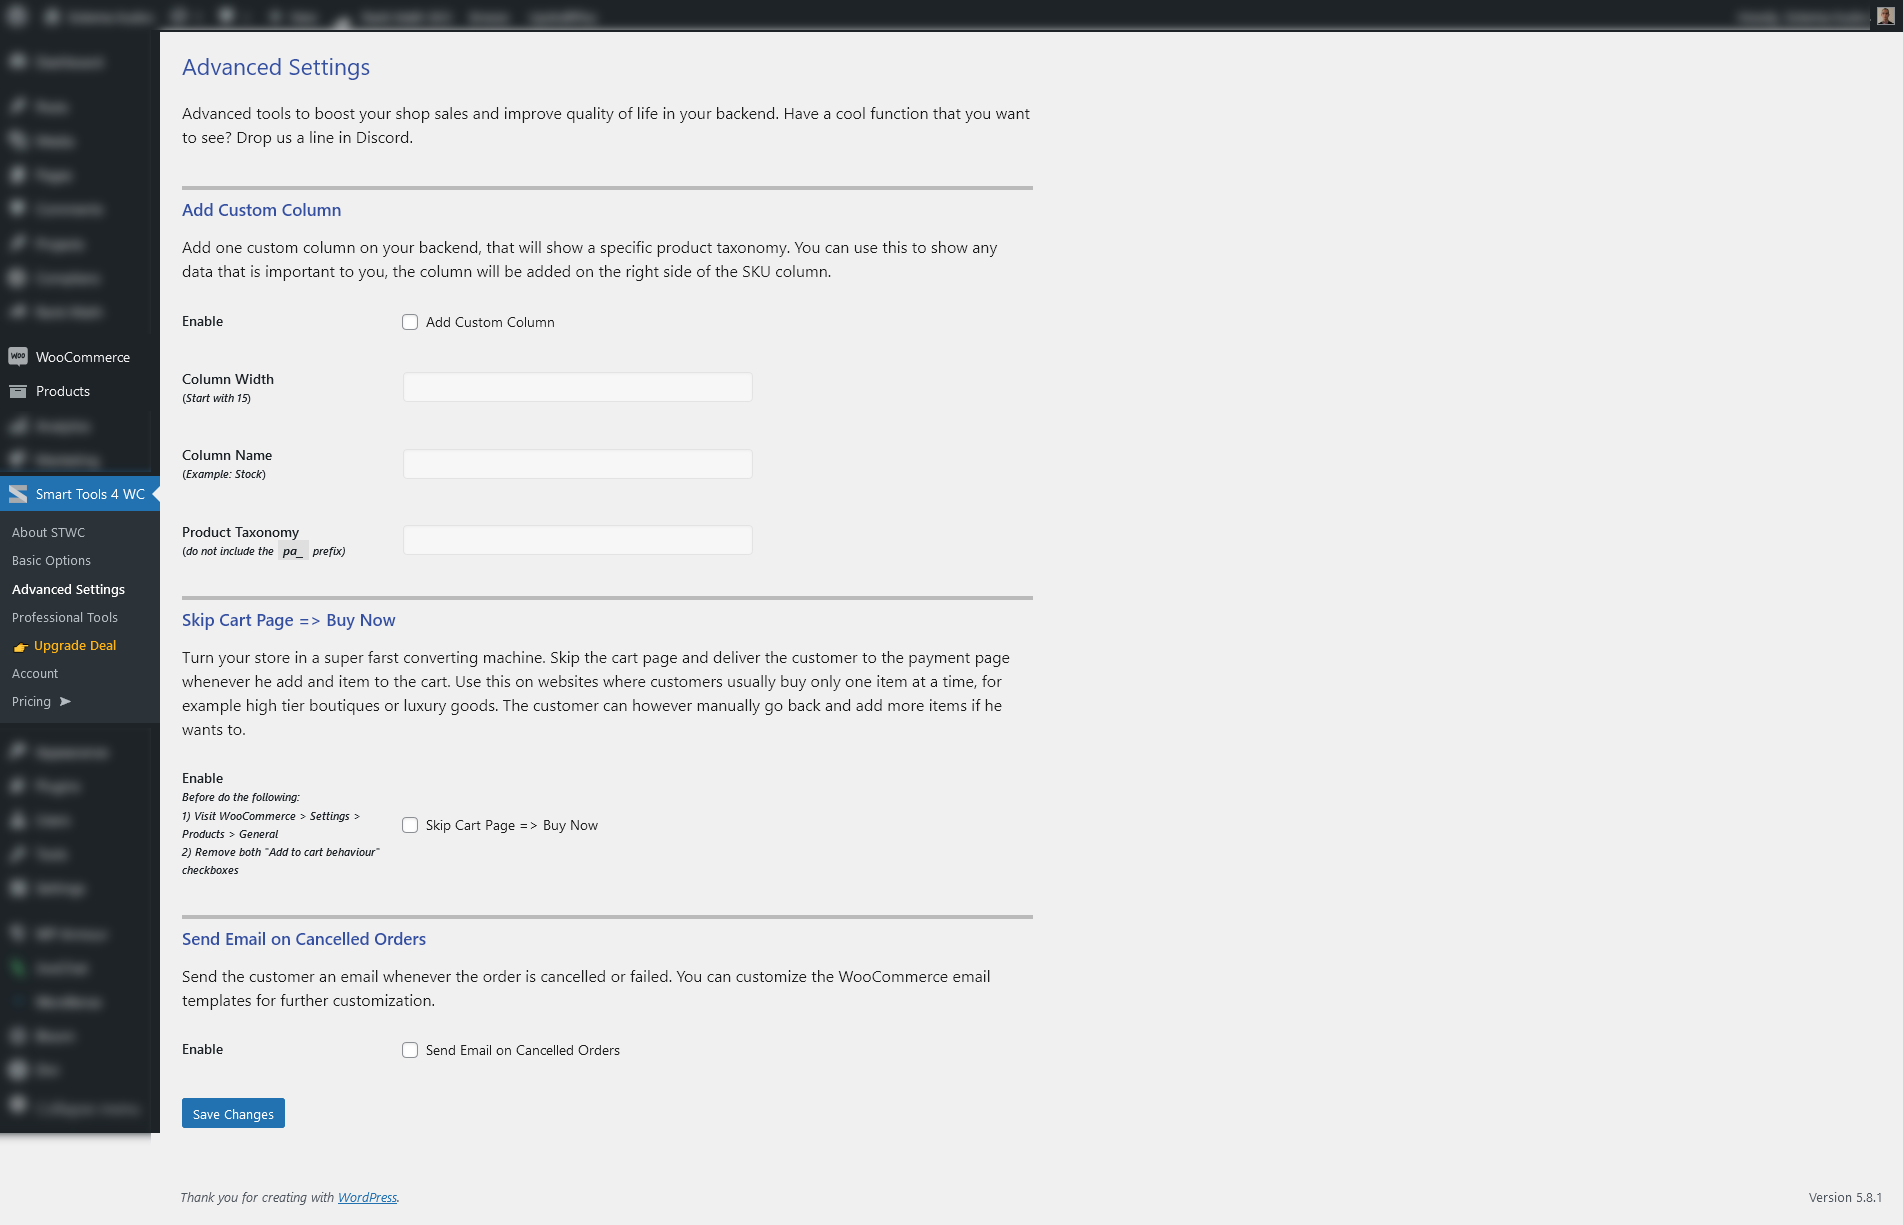 WooCommerce
Products
Smart Tools 4 WC
About STWC
Basic Options
Advanced Settings
Professional Tools
Upgrade Deal
Account
Pricing ➤
Advanced Settings
Advanced tools to boost your shop sales and improve quality of life in your backend. Have a cool function that you want
to see? Drop us a line in Discord.
Add Custom Column
Add one custom column on your backend, that will show a specific product taxonomy. You can use this to show any
data that is important to you, the column will be added on the right side of the SKU column.
Enable
Add Custom Column
Column Width
(Start with 15)
Column Name
(Example: Stock)
Product Taxonomy
(do not include the pa_ prefix)
Skip Cart Page => Buy Now
Turn your store in a super farst converting machine. Skip the cart page and deliver the customer to the payment page
whenever he add and item to the cart. Use this on websites where customers usually buy only one item at a time, for
example high tier boutiques or luxury goods. The customer can however manually go back and add more items if he
wants to.
Enable
Before do the following:
1) Visit WooCommerce > Settings >
Products > General
2) Remove both "Add to cart behaviour"
checkboxes
Skip Cart Page => Buy Now
Send Email on Cancelled Orders
Send the customer an email whenever the order is cancelled or failed. You can customize the WooCommerce email
templates for further customization.
Enable
Send Email on Cancelled Orders
Save Changes
Thank you for creating with WordPress.
Version 5.8.1